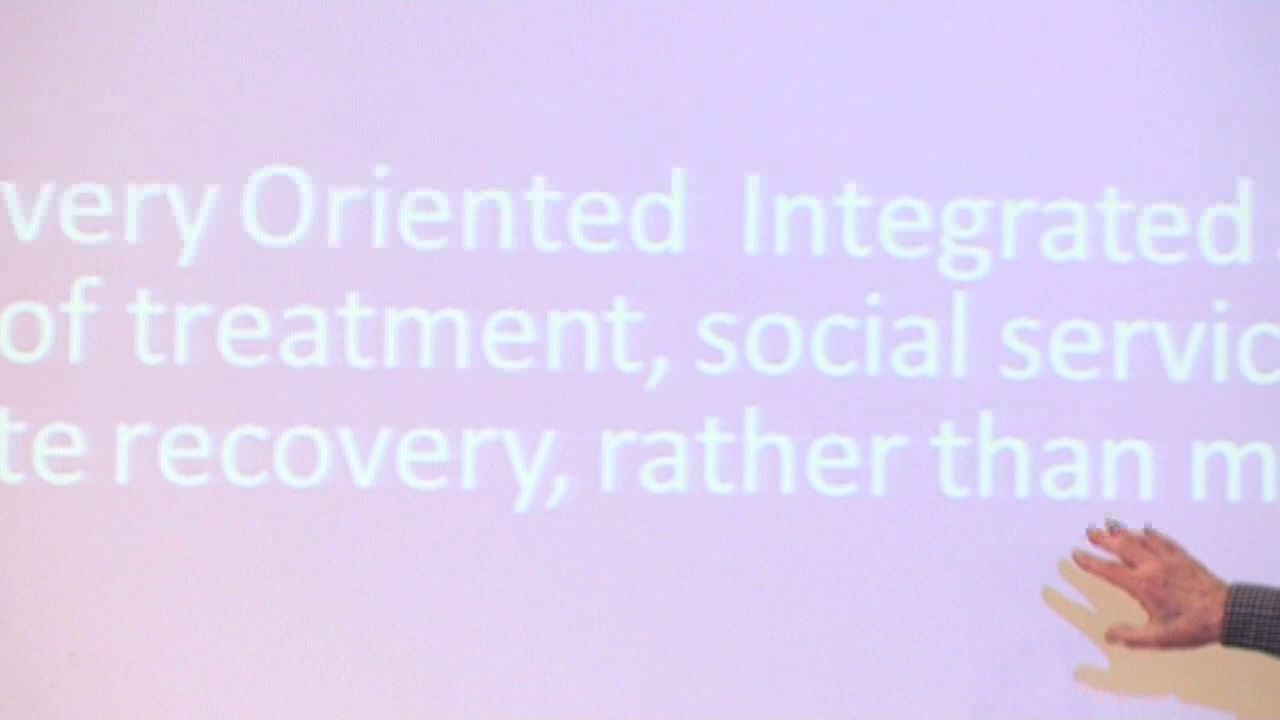 very Oriented Integrated
of treatment, social servic
te recovery, rather than m